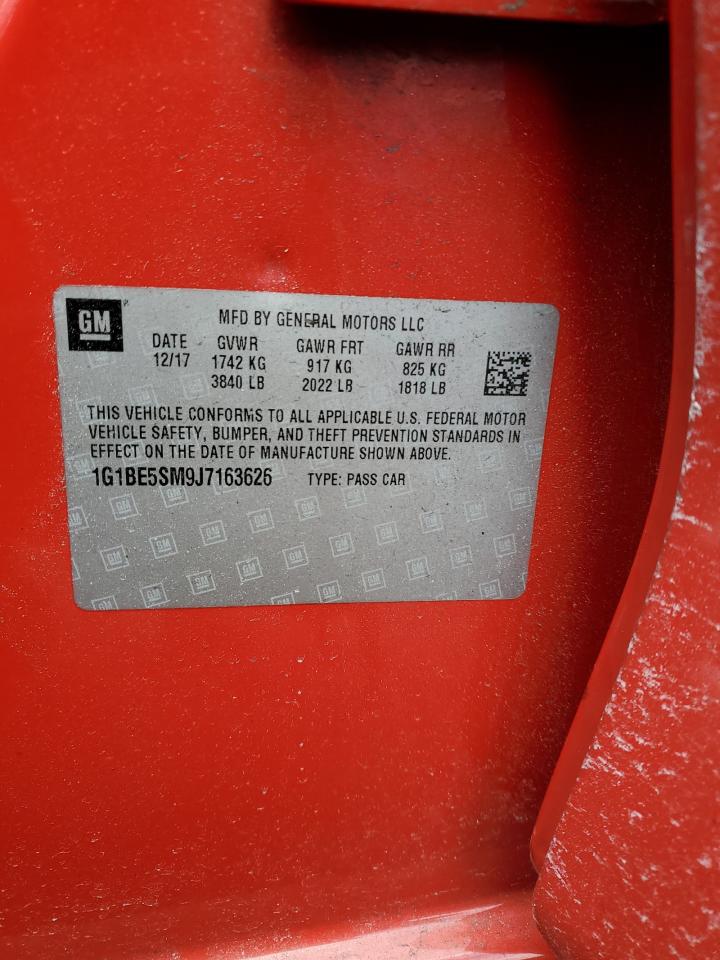 GM
MFD BY GENERAL MOTORS LLC
DATE GVWR GAWR FRT GAWR RR
12/17 1742 KG 917 KG 825 KG
3840 LB 2022 LB 1818 LB
THIS VEHICLE CONFORMS TO ALL APPLICABLE U.S. FEDERAL MOTOR
VEHICLE SAFETY, BUMPER, AND THEFT PREVENTION STANDARDS IN
EFFECT ON THE DATE OF MANUFACTURE SHOWN ABOVE.
1G1BE5SM9J7163626 TYPE: PASS CAR